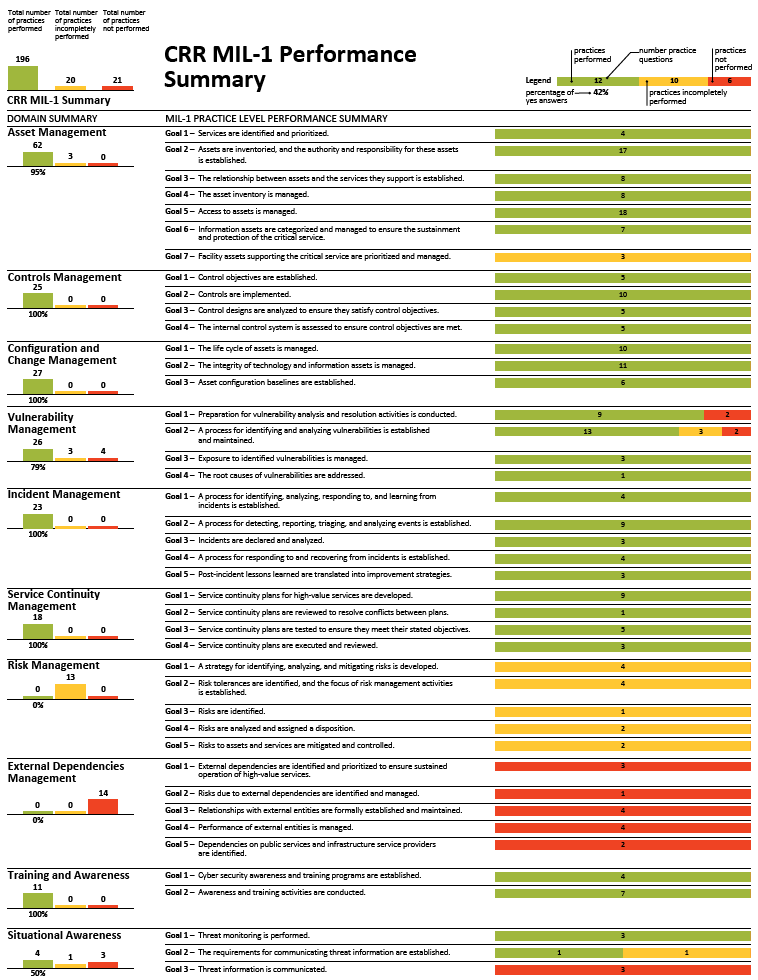 Total number of practices performed
Total number of practices incompletely performed
Total number of practices not performed
196
20
21
CRR MIL-1 Summary
CRR MIL-1 Performance
Summary
practices performed
number practice questions
practices not performed
Legend
12
10
6
percentage of yes answers
42%
practices incompletely performed
DOMAIN SUMMARY
MIL-1 PRACTICE LEVEL PERFORMANCE SUMMARY
Asset Management
62
3
0
95%
Goal 1 – Services are identified and prioritized.
4
Goal 2 – Assets are inventoried, and the authority and responsibility for these assets
is established.
17
Goal 3 – The relationship between assets and the services they support is established.
8
Goal 4 – The asset inventory is managed.
8
Goal 5 – Access to assets is managed.
18
Goal 6 – Information assets are categorized and managed to ensure the sustainment
and protection of the critical service.
7
Goal 7 – Facility assets supporting the critical service are prioritized and managed.
3
Controls Management
25
0
0
100%
Goal 1 – Control objectives are established.
5
Goal 2 – Controls are implemented.
10
Goal 3 – Control designs are analyzed to ensure they satisfy control objectives.
5
Goal 4 – The internal control system is assessed to ensure control objectives are met.
5
Configuration and
Change Management
27
0
0
100%
Goal 1 – The life cycle of assets is managed.
10
Goal 2 – The integrity of technology and information assets is managed.
11
Goal 3 – Asset configuration baselines are established.
6
Vulnerability
Management
26
3
4
79%
Goal 1 – Preparation for vulnerability analysis and resolution activities is conducted.
9
2
Goal 2 – A process for identifying and analyzing vulnerabilities is established
and maintained.
13
3
2
Goal 3 – Exposure to identified vulnerabilities is managed.
3
Goal 4 – The root causes of vulnerabilities are addressed.
1
Incident Management
23
0
0
100%
Goal 1 – A process for identifying, analyzing, responding to, and learning from
incidents is established.
4
Goal 2 – A process for detecting, reporting, triaging, and analyzing events is established.
9
Goal 3 – Incidents are declared and analyzed.
3
Goal 4 – A process for responding to and recovering from incidents is established.
4
Goal 5 – Post-incident lessons learned are translated into improvement strategies.
3
Service Continuity
Management
18
0
0
100%
Goal 1 – Service continuity plans for high-value services are developed.
9
Goal 2 – Service continuity plans are reviewed to resolve conflicts between plans.
1
Goal 3 – Service continuity plans are tested to ensure they meet their stated objectives.
5
Goal 4 – Service continuity plans are executed and reviewed.
3
Risk Management
0
13
0
0%
Goal 1 – A strategy for identifying, analyzing, and mitigating risks is developed.
4
Goal 2 – Risk tolerances are identified, and the focus of risk management activities
is established.
4
Goal 3 – Risks are identified.
1
Goal 4 – Risks are analyzed and assigned a disposition.
2
Goal 5 – Risks to assets and services are mitigated and controlled.
2
External Dependencies
Management
0
0
14
0%
Goal 1 – External dependencies are identified and prioritized to ensure sustained
operation of high-value services.
3
Goal 2 – Risks due to external dependencies are identified and managed.
1
Goal 3 – Relationships with external entities are formally established and maintained.
4
Goal 4 – Performance of external entities is managed.
4
Goal 5 – Dependencies on public services and infrastructure service providers
are identified.
2
Training and Awareness
11
0
0
100%
Goal 1 – Cyber security awareness and training programs are established.
4
Goal 2 – Awareness and training activities are conducted.
7
Situational Awareness
4
1
3
50%
Goal 1 – Threat monitoring is performed.
3
Goal 2 – The requirements for communicating threat information are established.
1
1
Goal 3 – Threat information is communicated.
3